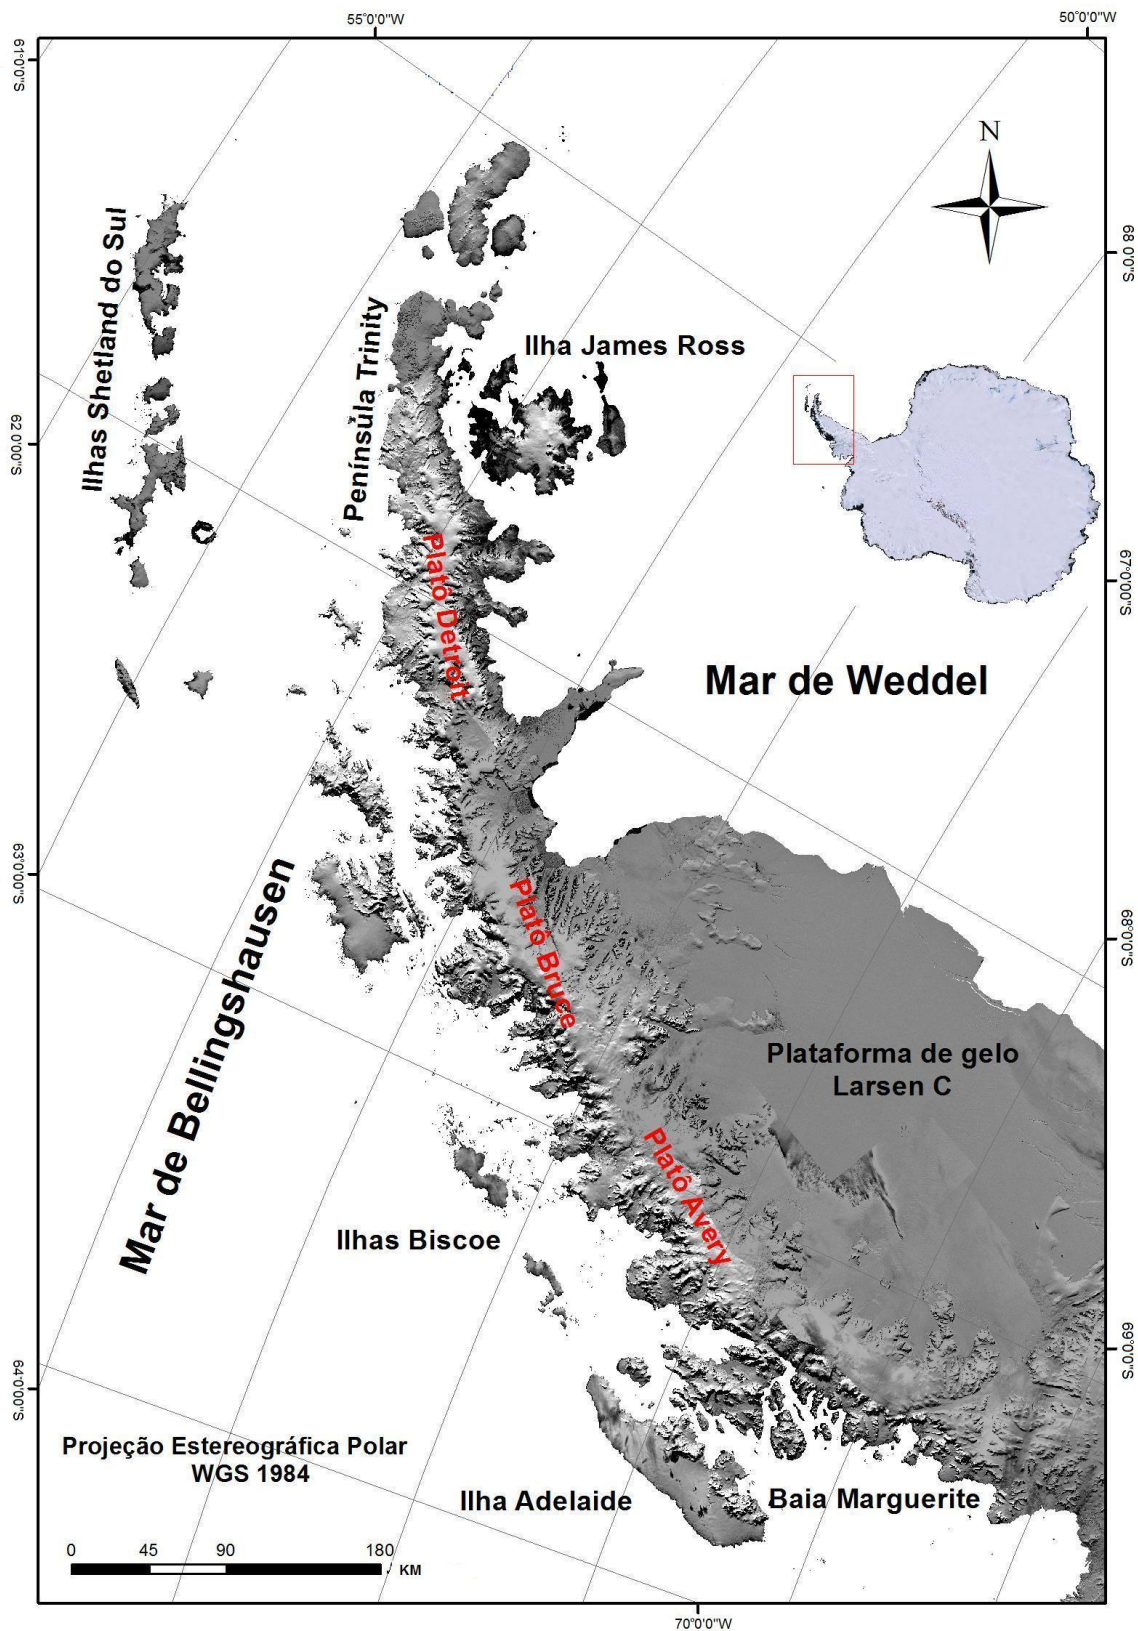 55°0'0"W
50°0'0"W
61°0'0"S
N
68°0'0"S
Ilhas Shetland do Sul
Península Trinity
Ilha James Ross
62°0'0"S
Platô Detroit
67°0'0"S
Mar de Weddel
63°0'0"S
Platô Bruce
68°0'0"S
Mar de Bellingshausen
Plataforma de gelo
Larsen C
Platô Avery
Ilhas Biscoe
69°0'0"S
64°0'0"S
Projeção Estereográfica Polar
WGS 1984
Ilha Adelaide
Baia Marguerite
0 45 90 180
KM
70°0'0"W